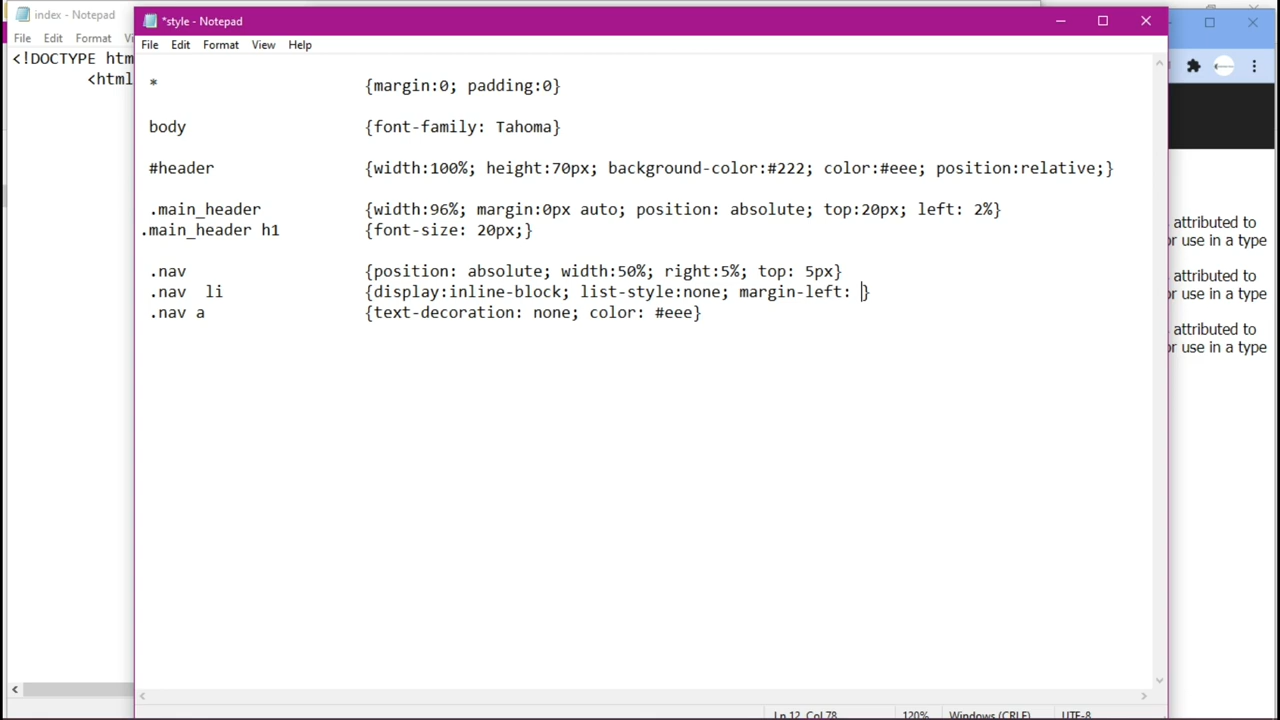 index - Notepad
File Edit Format
<!DOCTYPE htm
<html
*style - Notepad
File Edit Format View Help
* {margin:0; padding:0}
body {font-family: Tahoma}
#header {width:100%; height:70px; background-color:#222; color:#eee; position:relative;}
.main_header {width:96%; margin:0px auto; position: absolute; top:20px; left: 2%}
.main_header h1 {font-size: 20px;}
.nav {position: absolute; width:50%; right:5%; top: 5px}
.nav li {display:inline-block; list-style:none; margin-left: }
.nav a {text-decoration: none; color: #eee}
Ln 12, Col 78 120% Windows (CRLF) UTF-8
attributed to
or use in a type
attributed to
or use in a type
attributed to
or use in a type